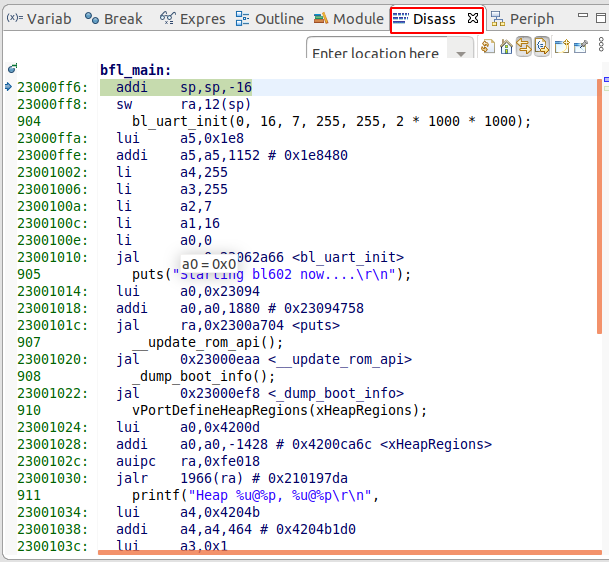 Variab Break Expres Outline Module Disass Periph
Enter location here
bfl_main:
23000ff6: addi sp,sp,-16
23000ff8: sw ra,12(sp)
904 bl_uart_init(0, 16, 7, 255, 255, 2 * 1000 * 1000);
23000ffa: lui a5,0x1e8
23000ffe: addi a5,a5,1152 # 0x1e8480
23001002: li a4,255
23001006: li a3,255
2300100a: li a2,7
2300100c: li a1,16
2300100e: li a0,0
23001010: jal 0x23062a66 <bl_uart_init>
a0 = 0x0
905 puts("Starting bl602 now....\r\n");
23001014: lui a0,0x23094
23001018: addi a0,a0,1880 # 0x23094758
2300101c: jal ra,0x2300a704 <puts>
907 __update_rom_api();
23001020: jal 0x23000eaa <__update_rom_api>
908 _dump_boot_info();
23001022: jal 0x23000ef8 <_dump_boot_info>
910 vPortDefineHeapRegions(xHeapRegions);
23001024: lui a0,0x4200d
23001028: addi a0,a0,-1428 # 0x4200ca6c <xHeapRegions>
2300102c: auipc ra,0xfe018
23001030: jalr 1966(ra) # 0x210197da
911 printf("Heap %u@%p, %u@%p\r\n",
23001034: lui a4,0x4204b
23001038: addi a4,a4,464 # 0x4204b1d0
2300103c: lui a3,0x1